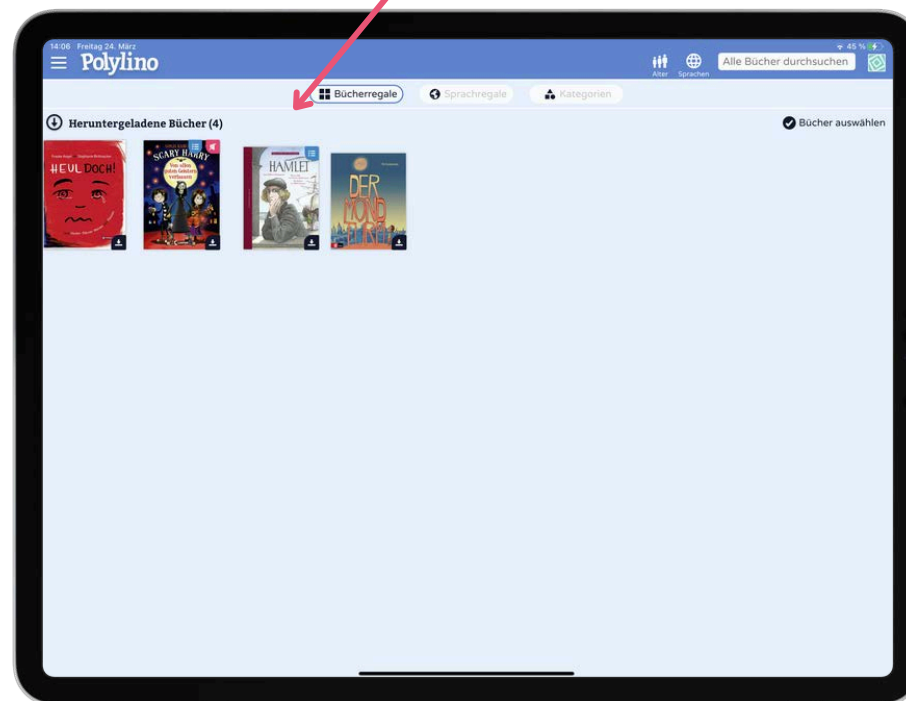 14:06 Freitag 24. März
45 %
Polylino
Alter
Sprachen
Alle Bücher durchsuchen
Bücherregale
Sprachregale
Kategorien
Heruntergeladene Bücher (4)
Bücher auswählen
HEUL DOCH!
SCARY HARRY
Von allen
guten Geistern
verlassen
HAMLET
DER
MOND